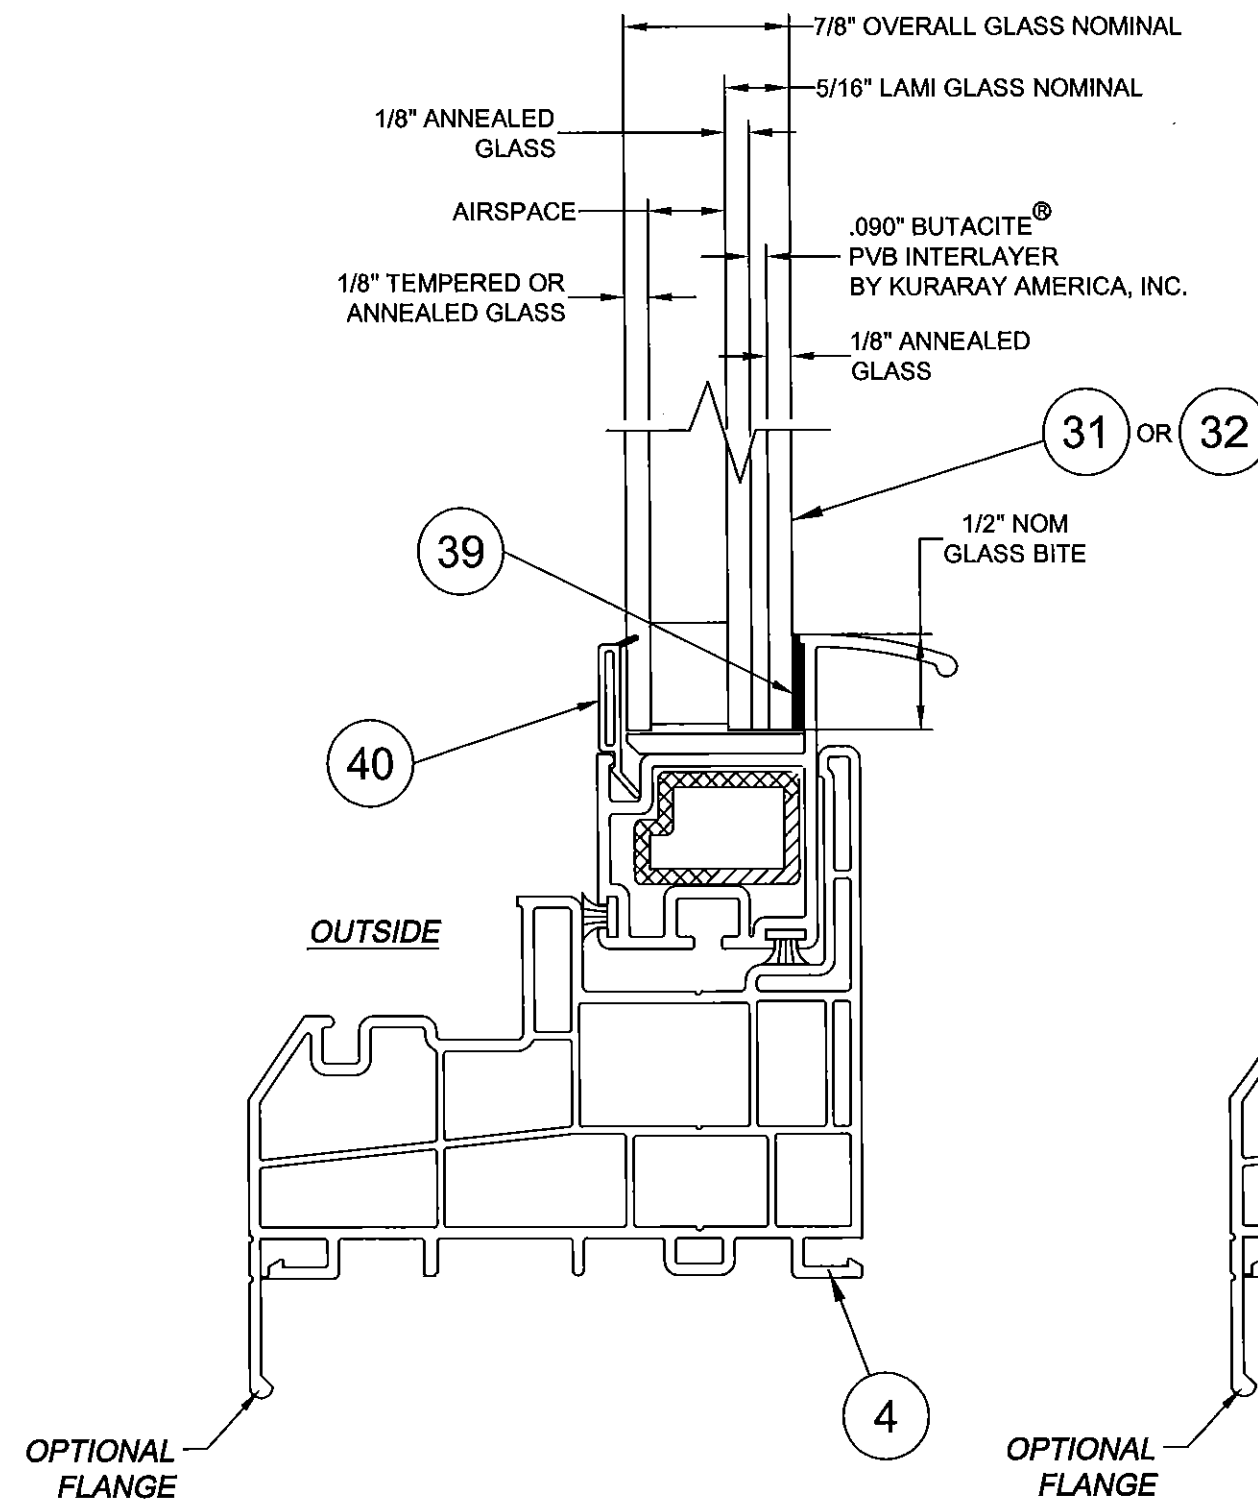 7/8" OVERALL GLASS NOMINAL
5/16" LAMI GLASS NOMINAL
1/8" ANNEALED
GLASS
AIRSPACE
.090" BUTACITE®
PVB INTERLAYER
BY KURARAY AMERICA, INC.
1/8" TEMPERED OR
ANNEALED GLASS
1/8" ANNEALED
GLASS
31 OR 32
1/2" NOM
GLASS BITE
39
40
OUTSIDE
4
OPTIONAL
FLANGE
OPTIONAL
FLANGE